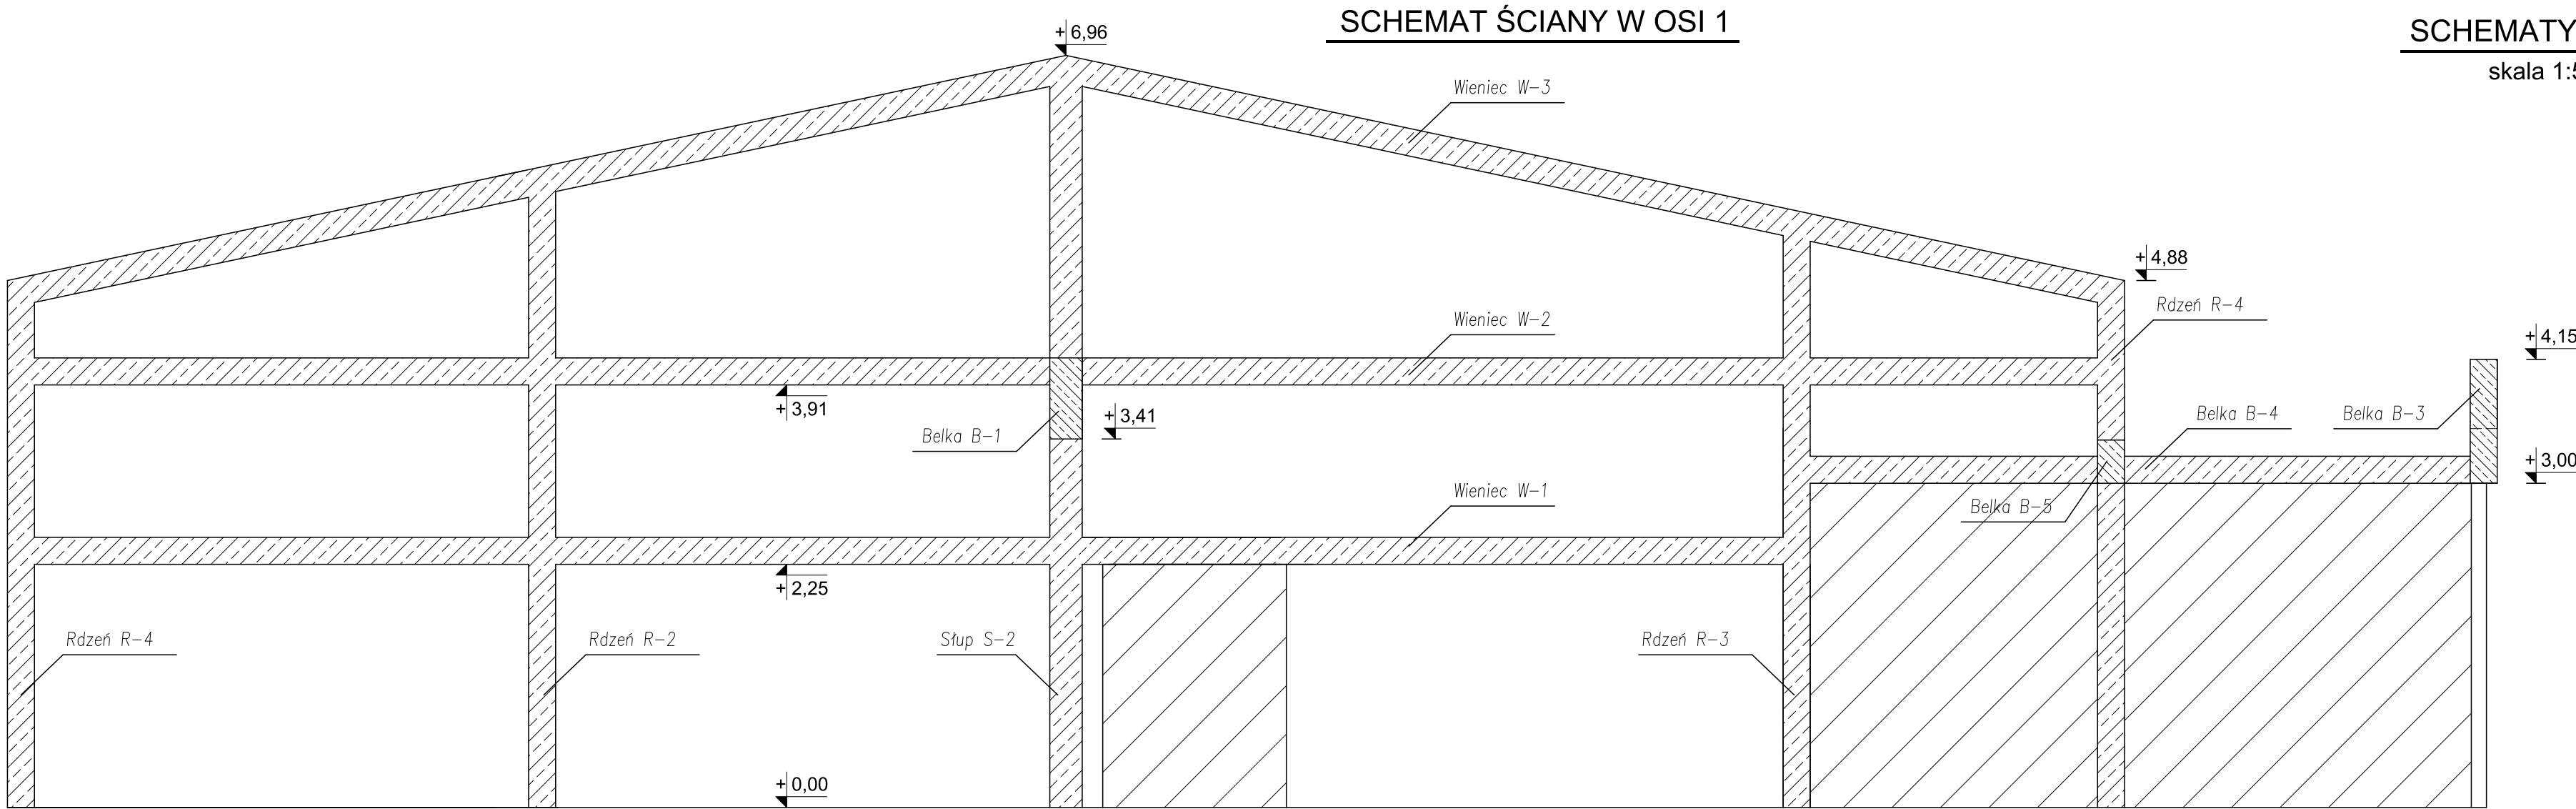 SCHEMAT ŚCIANY W OSI 1
SCHEMATY
skala 1:5
+6,96
Wieniec W-3
+4,88
Rdzeń R-4
Wieniec W-2
+4,15
+3,91
+3,41
Belka B-1
Belka B-4
Belka B-3
+3,00
Wieniec W-1
Belka B-5
+2,25
Rdzeń R-4
Rdzeń R-2
Słup S-2
Rdzeń R-3
+0,00